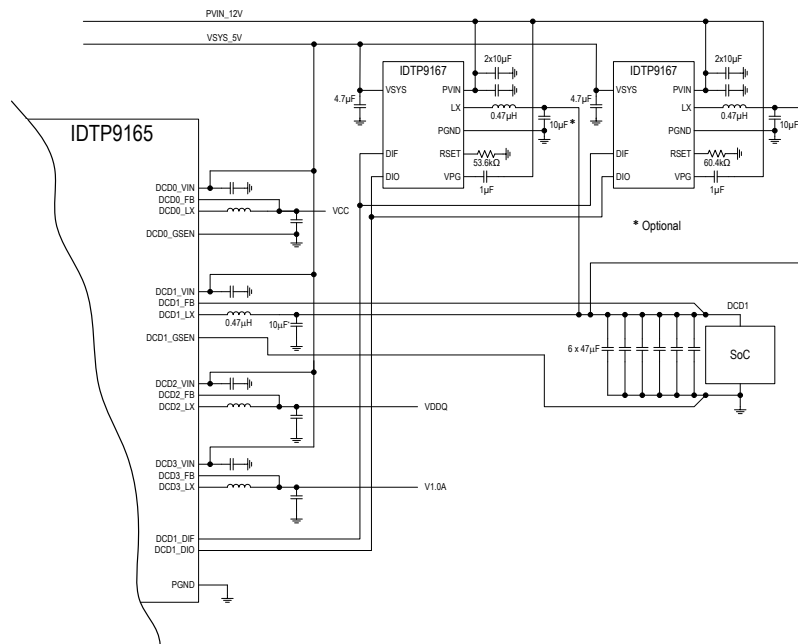 PVIN_12V
VSYS_5V
IDTP9167
VSYS
PVIN
LX
PGND
DIF
RSET
DIO
VPG
4.7µF
2x10µF
0.47µH
10µF *
53.6kΩ
1µF
IDTP9167
VSYS
PVIN
LX
PGND
DIF
RSET
DIO
VPG
4.7µF
2x10µF
0.47µH
10µF
60.4kΩ
1µF
* Optional
IDTP9165
DCD0_VIN
DCD0_FB
DCD0_LX
VCC
DCD0_GSEN
DCD1_VIN
DCD1_FB
DCD1_LX
0.47µH
10µF*
DCD1_GSEN
DCD1
6 x 47µF
SoC
DCD2_VIN
DCD2_FB
DCD2_LX
VDDQ
DCD3_VIN
DCD3_FB
DCD3_LX
V1.0A
DCD1_DIF
DCD1_DIO
PGND